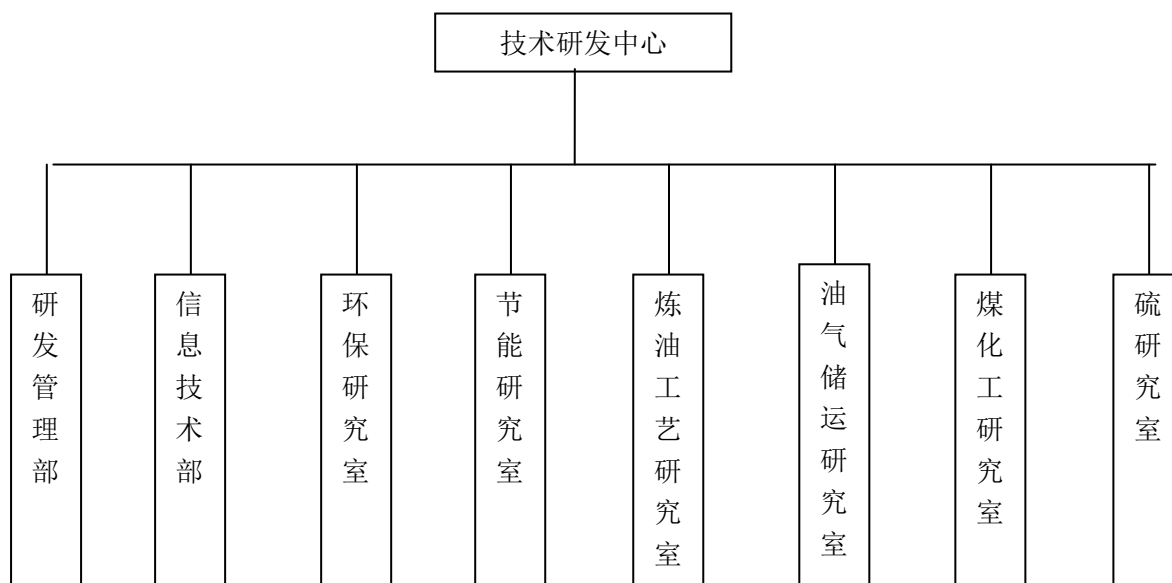 技术研发中心
研发管理部
信息技术部
环保研究室
节能研究室
炼油工艺研究室
油气储运研究室
煤化工研究室
硫研究室